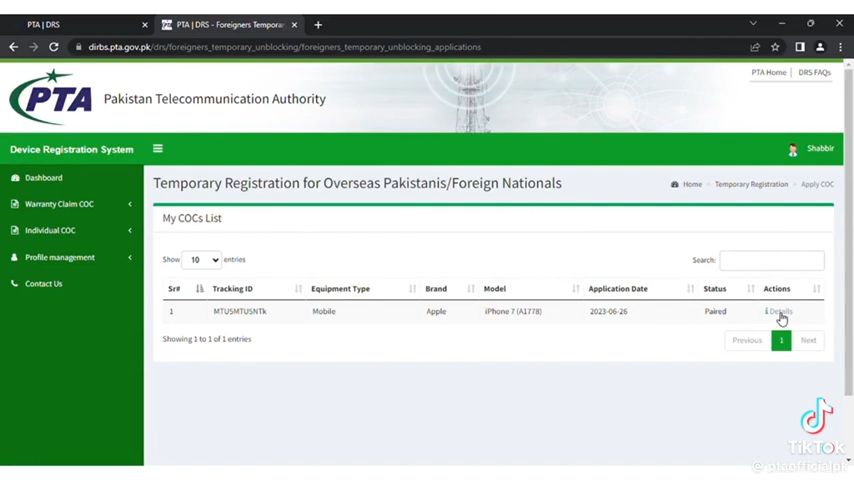 PTA | DRS
PTA | DRS - Foreigners Temporar
dirbs.pta.gov.pk/drs/foreigners_temporary_unblocking/foreigners_temporary_unblocking_applications
PTA Home | DRS FAQs
PTA Pakistan Telecommunication Authority
Device Registration System
Shabbir
Dashboard
Warranty Claim COC
Individual COC
Profile management
Contact Us
Temporary Registration for Overseas Pakistanis/Foreign Nationals
Home > Temporary Registration > Apply COC
My COCs List
Show 10 entries
Search:
Sr# Tracking ID Equipment Type Brand Model Application Date Status Actions
1 MTU5MTU5NTk Mobile Apple iPhone 7 (A1778) 2023-06-26 Paired Details
Showing 1 to 1 of 1 entries
Previous 1 Next
TikTok
@ ptaofficial.pk